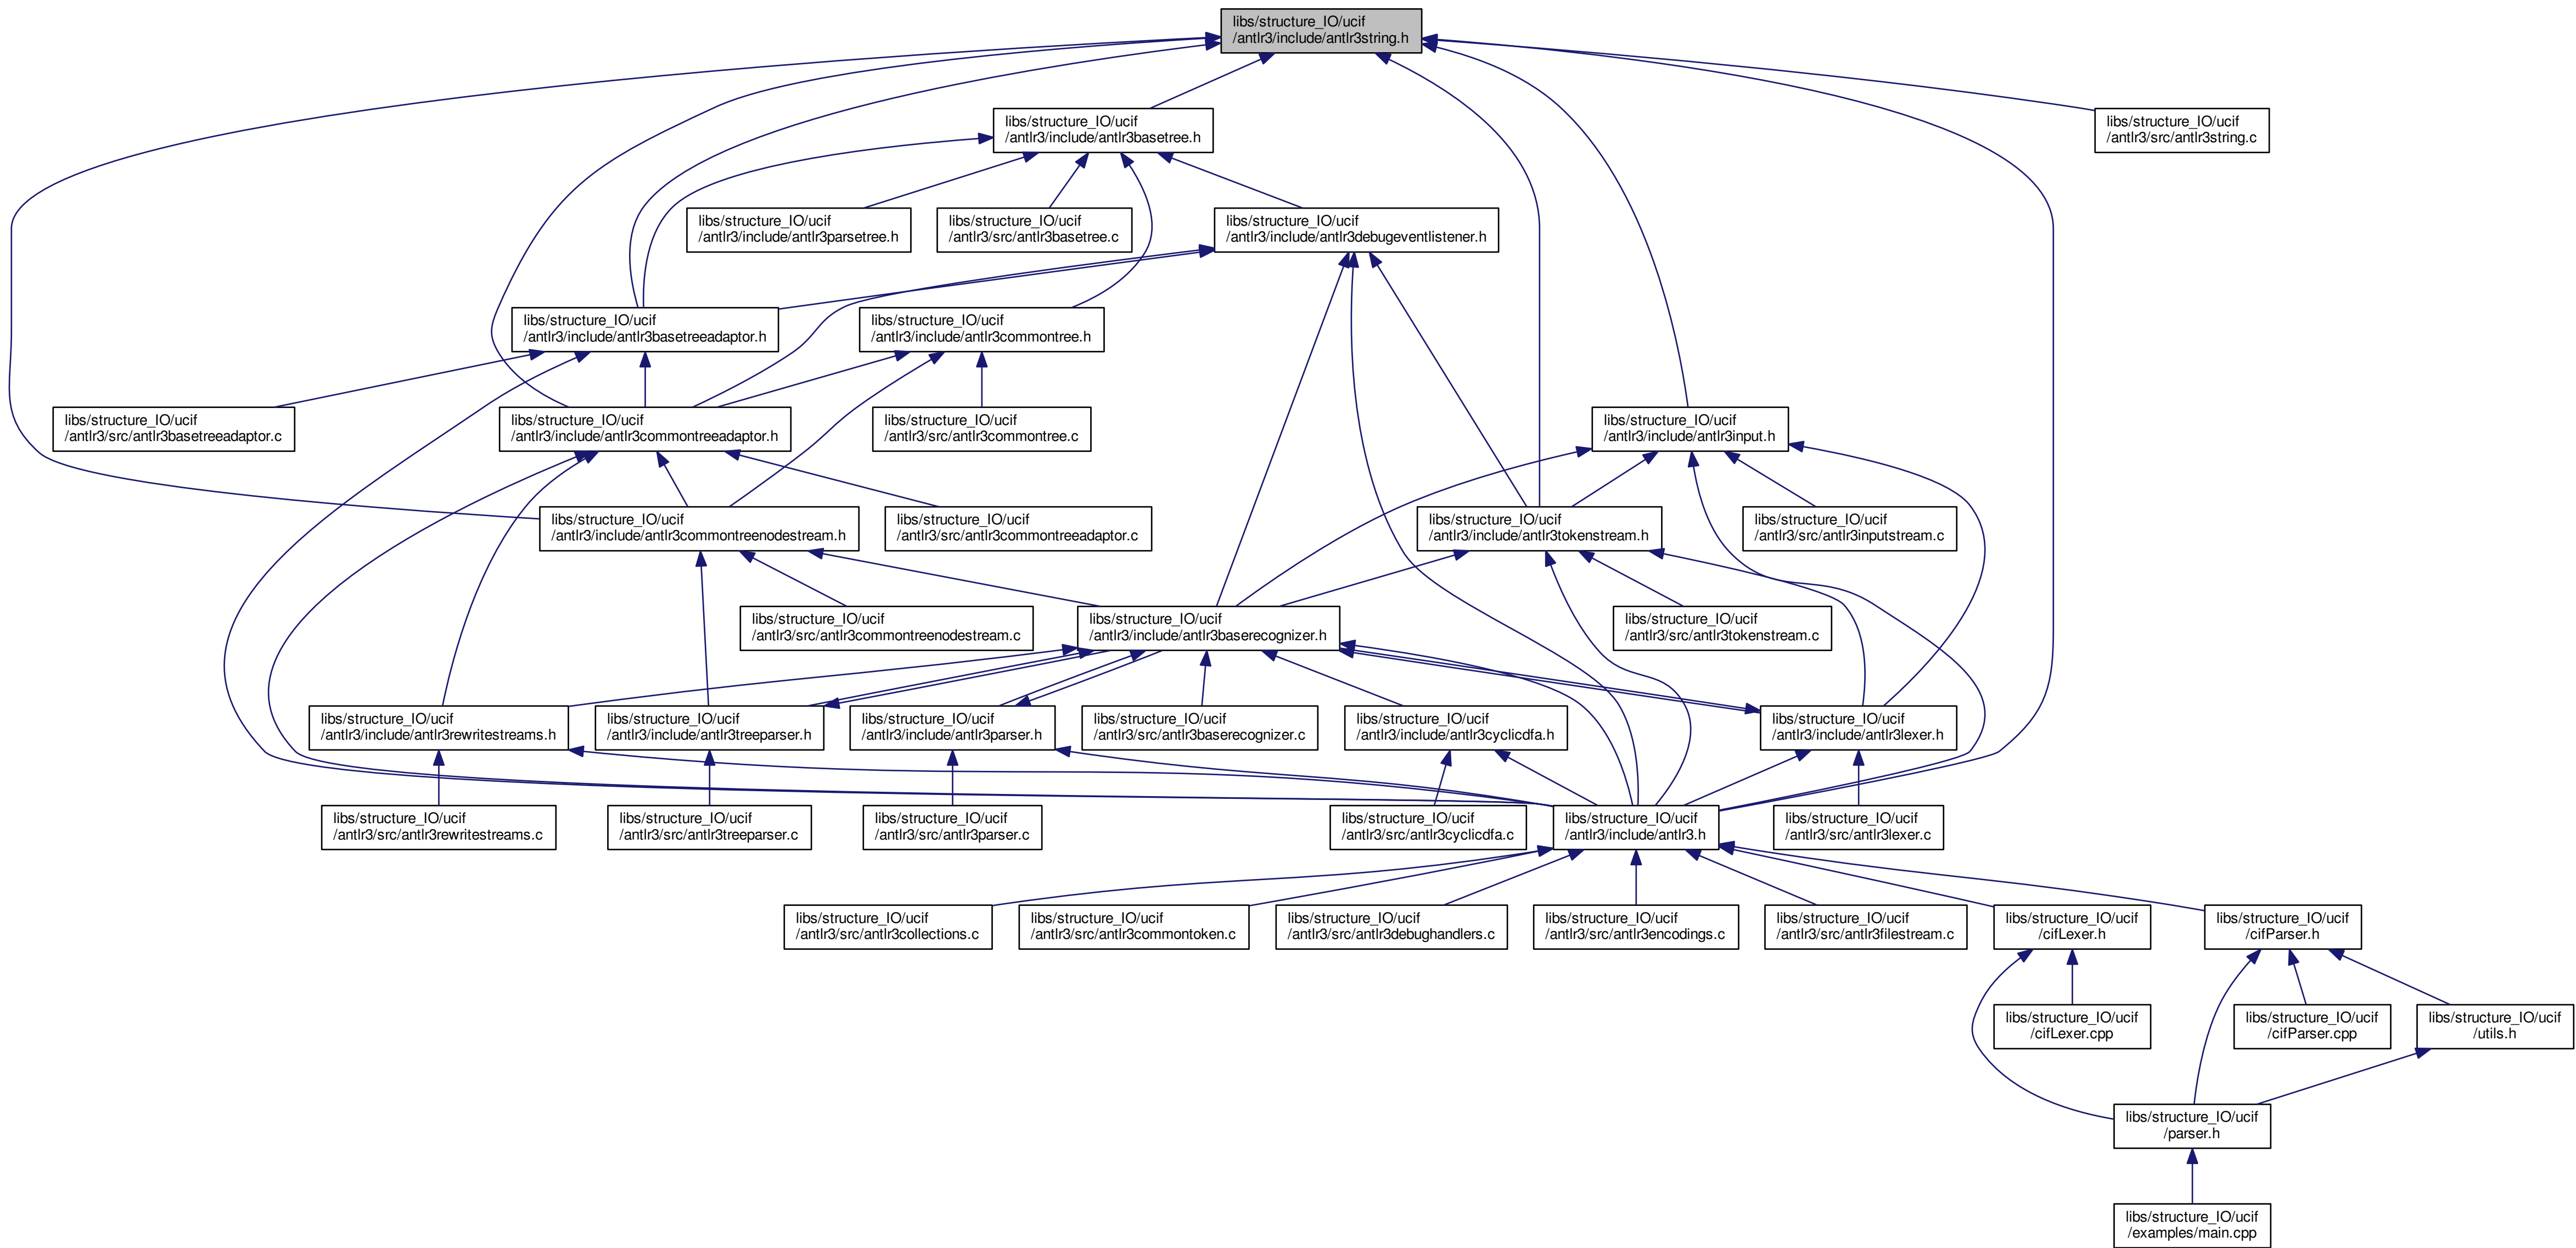 libs/structure_IO/ucif
/antlr3/include/antlr3string.h
libs/structure_IO/ucif
/antlr3/include/antlr3basetree.h
libs/structure_IO/ucif
/antlr3/src/antlr3string.c
libs/structure_IO/ucif
/antlr3/include/antlr3parsetree.h
libs/structure_IO/ucif
/antlr3/src/antlr3basetree.c
libs/structure_IO/ucif
/antlr3/include/antlr3debugeventlistener.h
libs/structure_IO/ucif
/antlr3/include/antlr3basetreeadaptor.h
libs/structure_IO/ucif
/antlr3/include/antlr3commontree.h
libs/structure_IO/ucif
/antlr3/src/antlr3basetreeadaptor.c
libs/structure_IO/ucif
/antlr3/include/antlr3commontreeadaptor.h
libs/structure_IO/ucif
/antlr3/src/antlr3commontree.c
libs/structure_IO/ucif
/antlr3/include/antlr3input.h
libs/structure_IO/ucif
/antlr3/include/antlr3commontreenodestream.h
libs/structure_IO/ucif
/antlr3/src/antlr3commontreeadaptor.c
libs/structure_IO/ucif
/antlr3/include/antlr3tokenstream.h
libs/structure_IO/ucif
/antlr3/src/antlr3inputstream.c
libs/structure_IO/ucif
/antlr3/src/antlr3commontreenodestream.c
libs/structure_IO/ucif
/antlr3/include/antlr3baserecognizer.h
libs/structure_IO/ucif
/antlr3/src/antlr3tokenstream.c
libs/structure_IO/ucif
/antlr3/include/antlr3rewritestreams.h
libs/structure_IO/ucif
/antlr3/include/antlr3treeparser.h
libs/structure_IO/ucif
/antlr3/include/antlr3parser.h
libs/structure_IO/ucif
/antlr3/src/antlr3baserecognizer.c
libs/structure_IO/ucif
/antlr3/include/antlr3cyclicdfa.h
libs/structure_IO/ucif
/antlr3/include/antlr3lexer.h
libs/structure_IO/ucif
/antlr3/src/antlr3rewritestreams.c
libs/structure_IO/ucif
/antlr3/src/antlr3treeparser.c
libs/structure_IO/ucif
/antlr3/src/antlr3parser.c
libs/structure_IO/ucif
/antlr3/src/antlr3cyclicdfa.c
libs/structure_IO/ucif
/antlr3/include/antlr3.h
libs/structure_IO/ucif
/antlr3/src/antlr3lexer.c
libs/structure_IO/ucif
/antlr3/src/antlr3collections.c
libs/structure_IO/ucif
/antlr3/src/antlr3commontoken.c
libs/structure_IO/ucif
/antlr3/src/antlr3debughandlers.c
libs/structure_IO/ucif
/antlr3/src/antlr3encodings.c
libs/structure_IO/ucif
/antlr3/src/antlr3filestream.c
libs/structure_IO/ucif
/cifLexer.h
libs/structure_IO/ucif
/cifParser.h
libs/structure_IO/ucif
/cifLexer.cpp
libs/structure_IO/ucif
/cifParser.cpp
libs/structure_IO/ucif
/utils.h
libs/structure_IO/ucif
/parser.h
libs/structure_IO/ucif
/examples/main.cpp